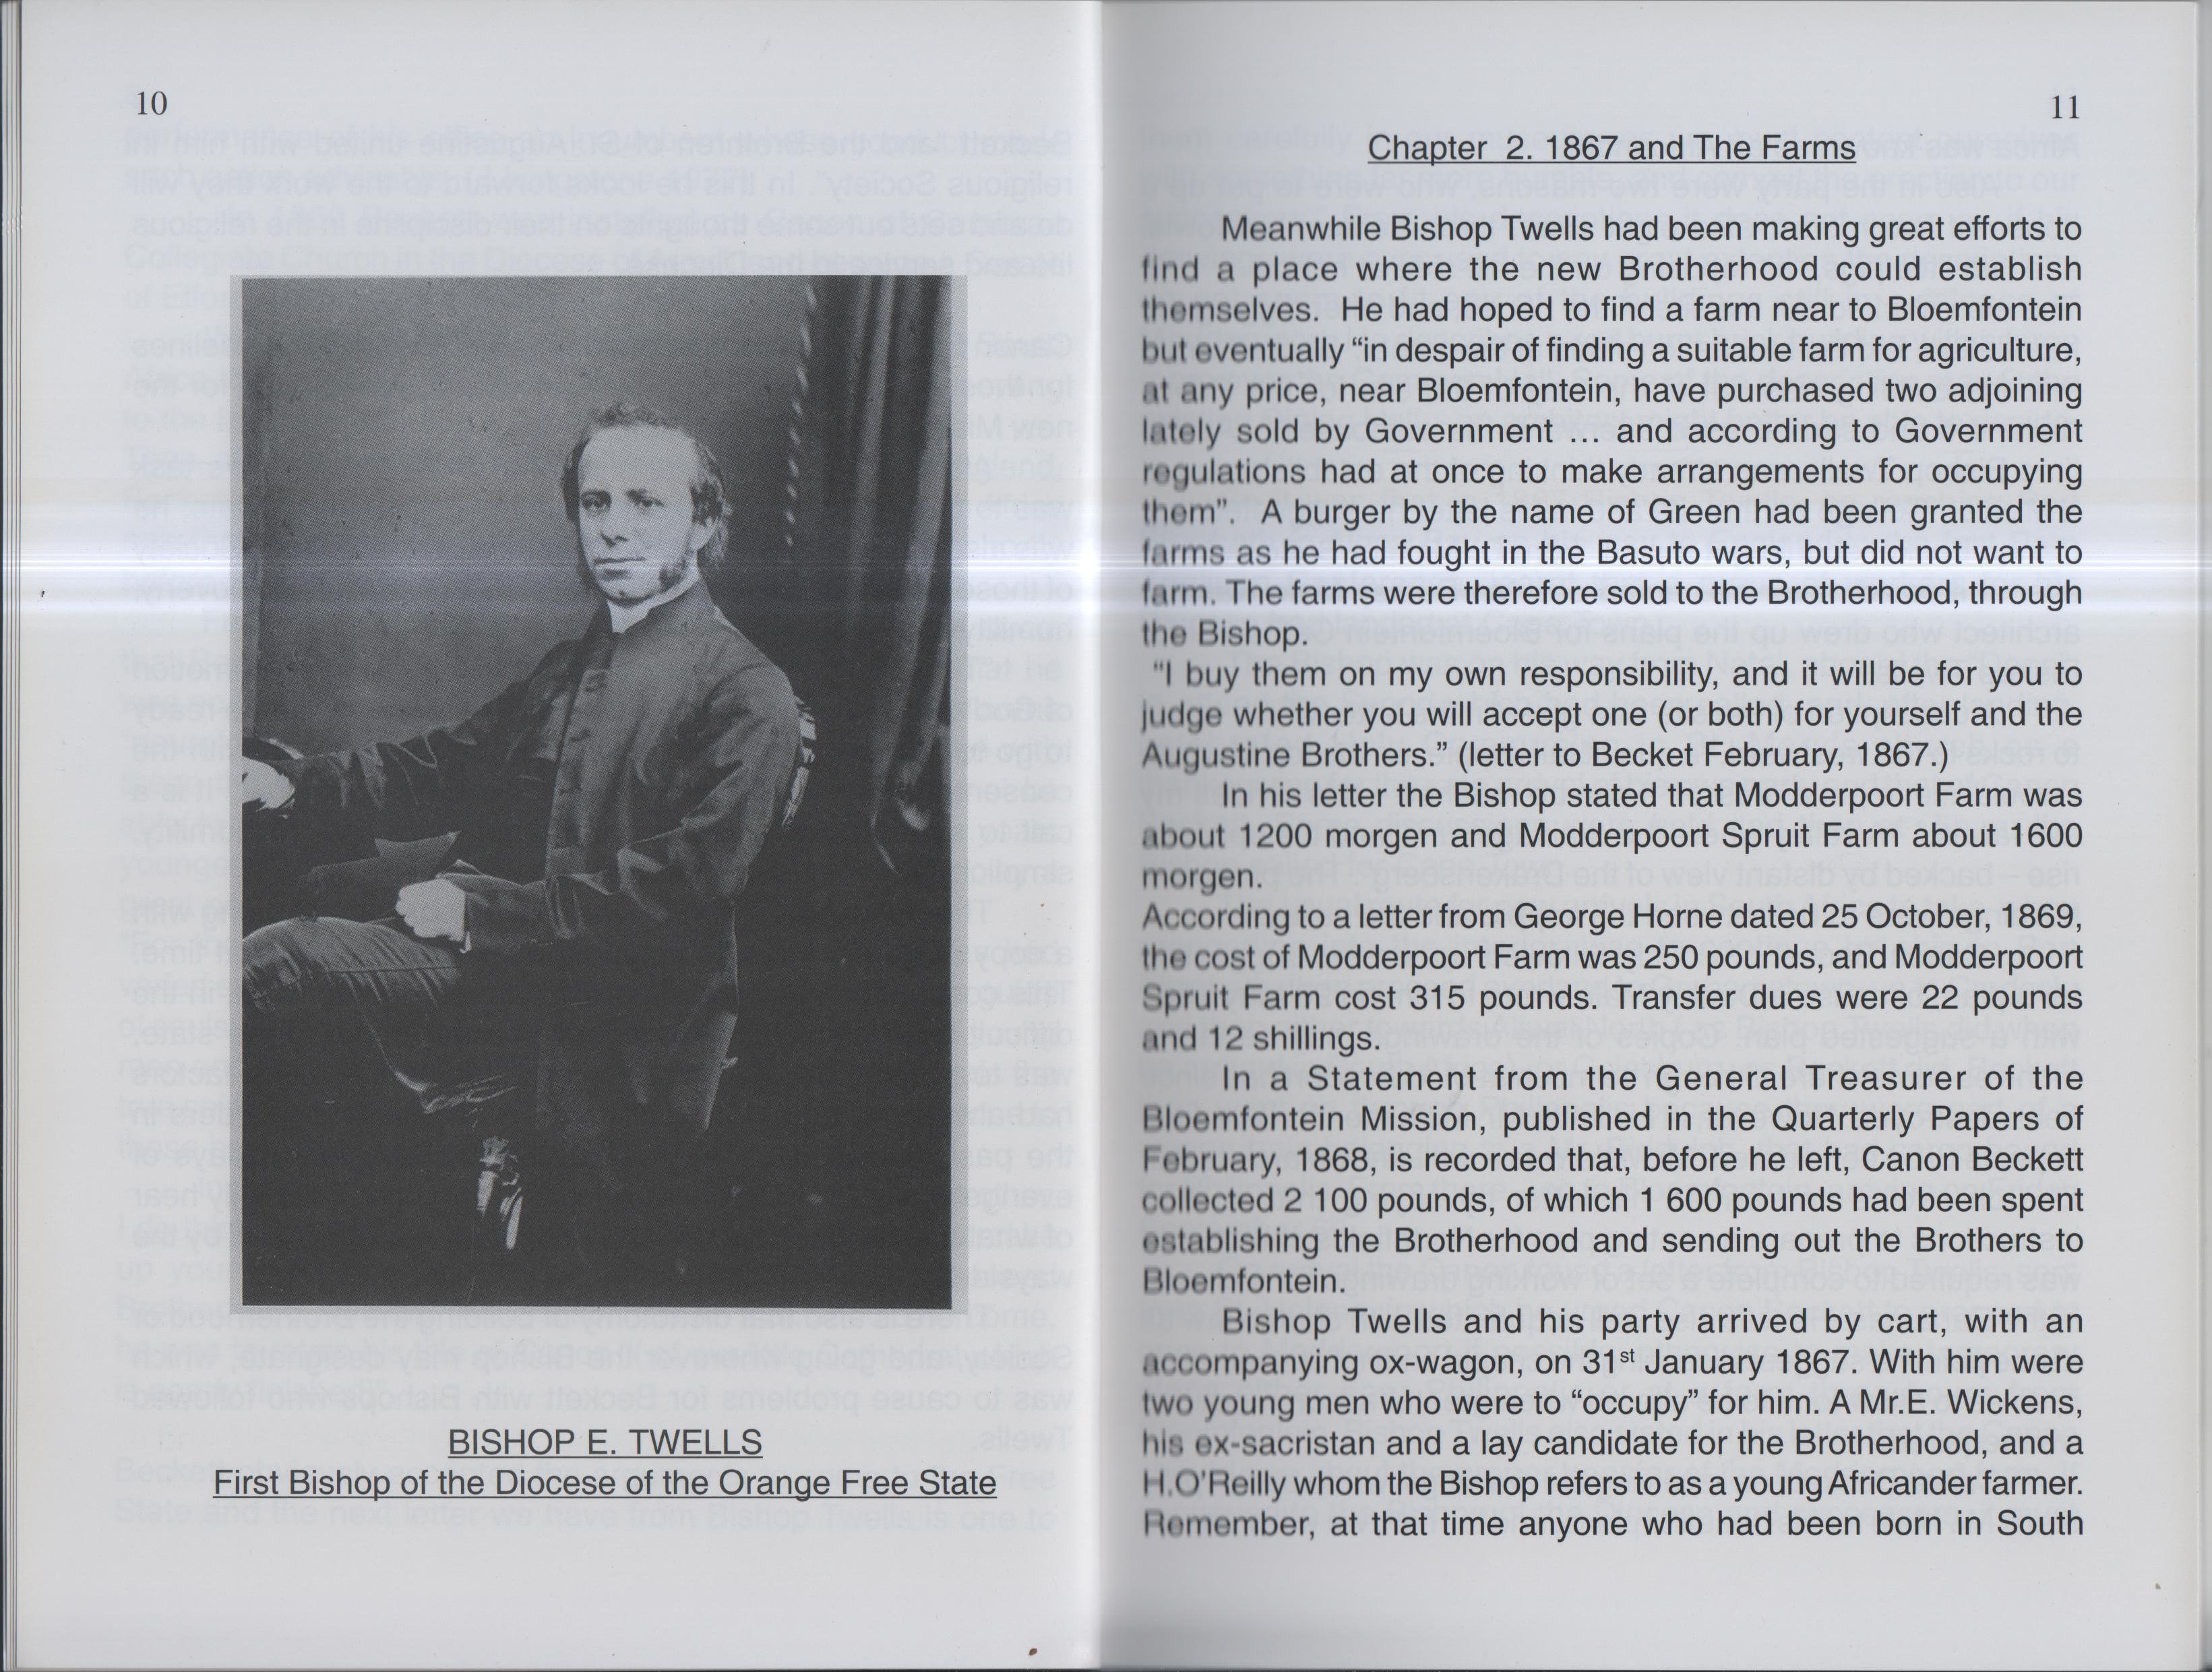 10
BISHOP E. TWELLS
First Bishop of the Diocese of the Orange Free State
11
Chapter 2. 1867 and The Farms
Meanwhile Bishop Twells had been making great efforts to
find a place where the new Brotherhood could establish
themselves. He had hoped to find a farm near to Bloemfontein
but eventually “in despair of finding a suitable farm for agriculture,
at any price, near Bloemfontein, have purchased two adjoining
lately sold by Government ... and according to Government
regulations had at once to make arrangements for occupying
them”. A burger by the name of Green had been granted the
farms as he had fought in the Basuto wars, but did not want to
farm. The farms were therefore sold to the Brotherhood, through
the Bishop.
“I buy them on my own responsibility, and it will be for you to
judge whether you will accept one (or both) for yourself and the
Augustine Brothers.” (letter to Becket February, 1867.)
In his letter the Bishop stated that Modderpoort Farm was
about 1200 morgen and Modderpoort Spruit Farm about 1600
morgen.
According to a letter from George Horne dated 25 October, 1869,
the cost of Modderpoort Farm was 250 pounds, and Modderpoort
Spruit Farm cost 315 pounds. Transfer dues were 22 pounds
and 12 shillings.
In a Statement from the General Treasurer of the
Bloemfontein Mission, published in the Quarterly Papers of
February, 1868, is recorded that, before he left, Canon Beckett
collected 2 100 pounds, of which 1 600 pounds had been spent
establishing the Brotherhood and sending out the Brothers to
Bloemfontein.
Bishop Twells and his party arrived by cart, with an
accompanying ox-wagon, on 31st January 1867. With him were
two young men who were to “occupy” for him. A Mr.E. Wickens,
his ex-sacristan and a lay candidate for the Brotherhood, and a
H.O’Reilly whom the Bishop refers to as a young Africander farmer.
Remember, at that time anyone who had been born in South